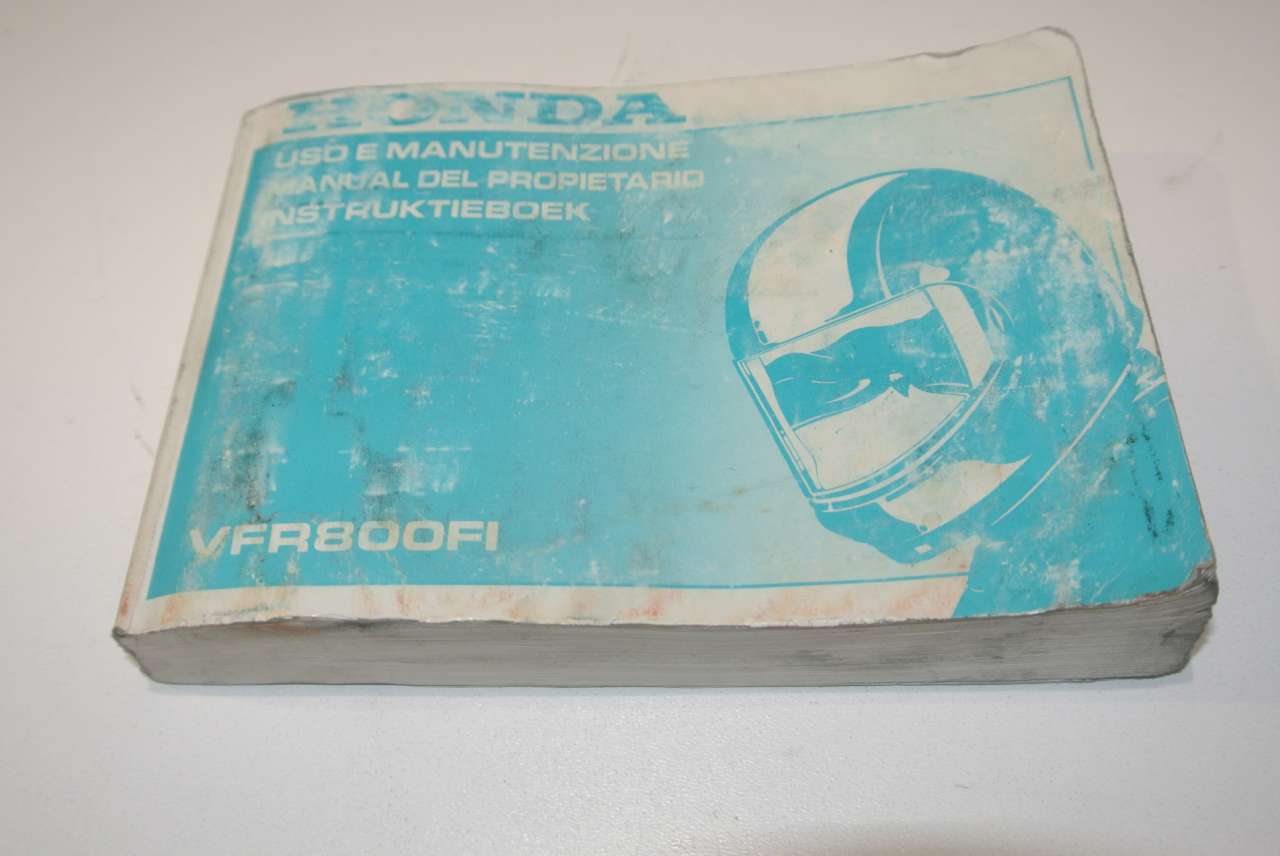 HONDA
USO E MANUTENZIONE
MANUAL DEL PROPIETARIO
INSTRUKTIEBOEK
VFR800FI